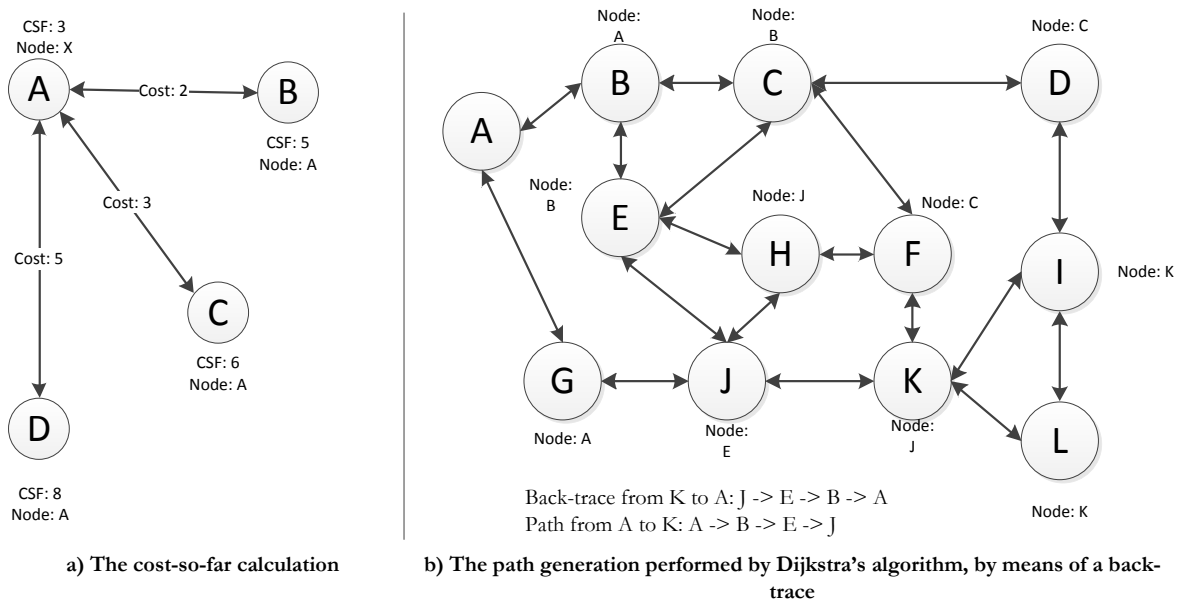 CSF: 3
Node: X
A
Cost: 2
B
CSF: 5
Node: A
Cost: 3
Cost: 5
C
CSF: 6
Node: A
D
CSF: 8
Node: A
a) The cost-so-far calculation
Node:
A
Node:
B
Node: C
B
C
D
A
Node:
B
E
Node: J
H
Node: C
F
I
Node: K
G
Node: A
J
Node:
E
K
Node:
J
L
Node: K
Back-trace from K to A: J -> E -> B -> A
Path from A to K: A -> B -> E -> J
b) The path generation performed by Dijkstra's algorithm, by means of a back-
trace